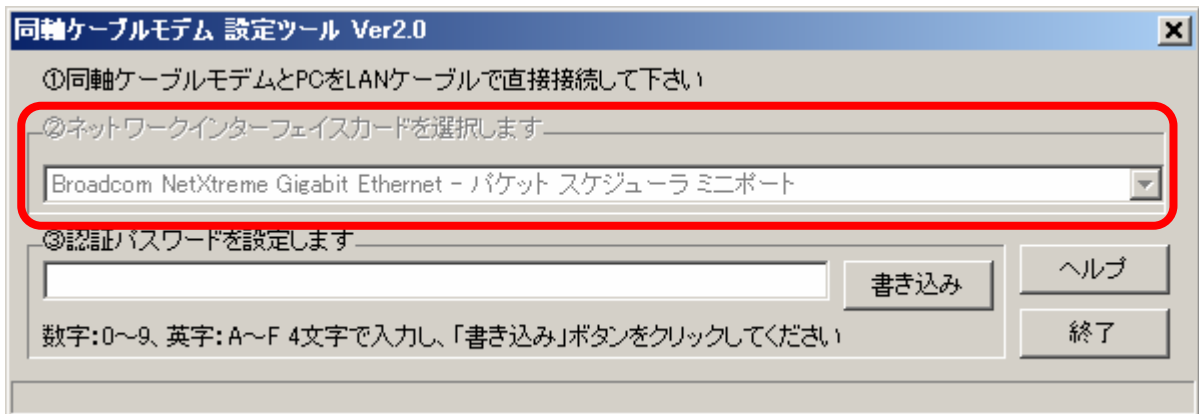 同軸ケーブルモデム 設定ツール Ver2.0
①同軸ケーブルモデムとPCをLANケーブルで直接接続して下さい
②ネットワークインターフェイスカードを選択します
Broadcom NetXtreme Gigabit Ethernet - パケット スケジューラ ミニポート
③認証パスワードを設定します
書き込み
ヘルプ
数字:0～9、英字:A～F 4文字で入力し、「書き込み」ボタンをクリックしてください
終了